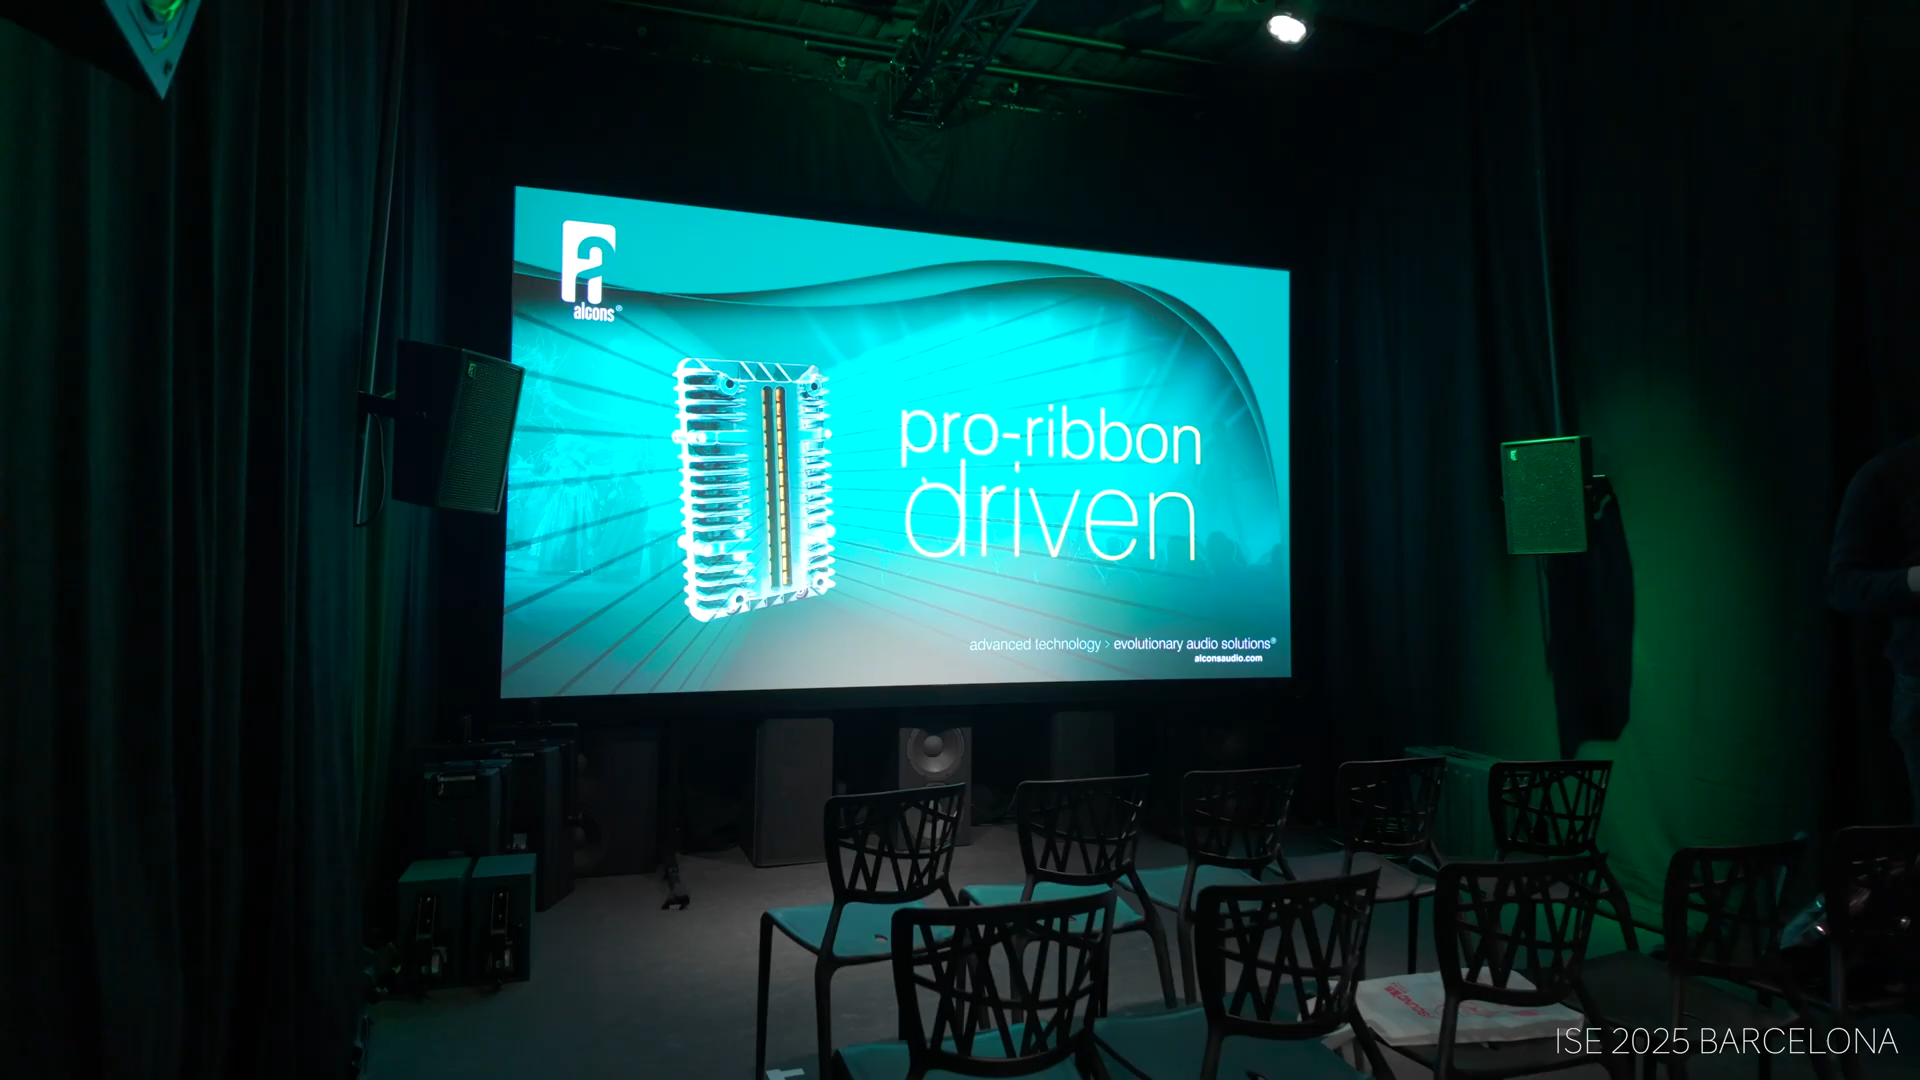 alcons®
pro-ribbon
driven
advanced technology > evolutionary audio solutions®
alconsaudio.com
ISE 2025 BARCELONA